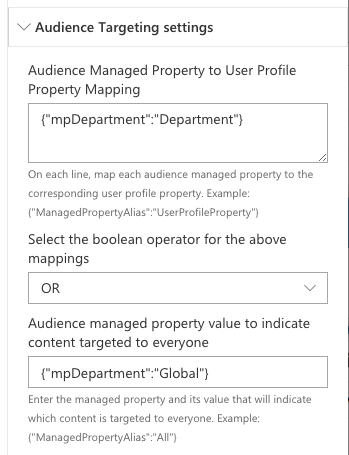 Audience Targeting settings
Audience Managed Property to User Profile
Property Mapping
{"mpDepartment":"Department"}
On each line, map each audience managed property to the
corresponding user profile property. Example:
{"ManagedPropertyAlias":"UserProfileProperty"}
Select the boolean operator for the above
mappings
OR
Audience managed property value to indicate
content targeted to everyone
{"mpDepartment":"Global"}
Enter the managed property and its value that will indicate
which content is targeted to everyone. Example:
{"ManagedPropertyAlias":"All"}